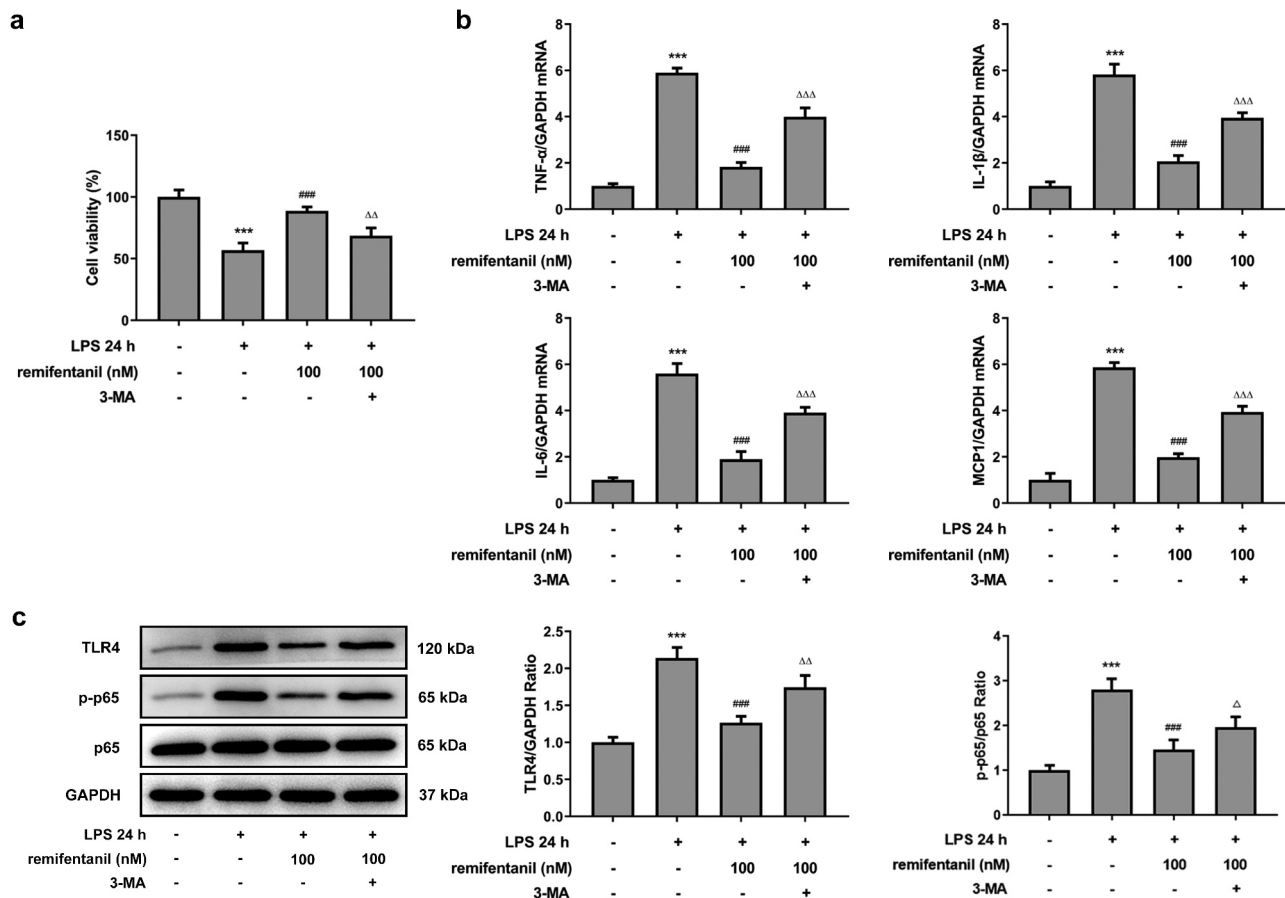 a
Cell viability (%)
150
100
50
0
***
###
ΔΔ
LPS 24 h - + + +
remifentanil (nM) - - 100 100
3-MA - - - +
b
TNF-α/GAPDH mRNA
8
6
4
2
0
***
###
ΔΔΔ
LPS 24 h - + + +
remifentanil (nM) - - 100 100
3-MA - - - +
IL-1β/GAPDH mRNA
8
6
4
2
0
***
###
ΔΔΔ
LPS 24 h - + + +
remifentanil (nM) - - 100 100
3-MA - - - +
IL-6/GAPDH mRNA
8
6
4
2
0
***
###
ΔΔΔ
LPS 24 h - + + +
remifentanil (nM) - - 100 100
3-MA - - - +
MCP1/GAPDH mRNA
8
6
4
2
0
***
###
ΔΔΔ
LPS 24 h - + + +
remifentanil (nM) - - 100 100
3-MA - - - +
c
TLR4 120 kDa
p-p65 65 kDa
p65 65 kDa
GAPDH 37 kDa
LPS 24 h - + + +
remifentanil (nM) - - 100 100
3-MA - - - +
TLR4/GAPDH Ratio
2.5
2.0
1.5
1.0
0.5
0.0
***
###
ΔΔ
LPS 24 h - + + +
remifentanil (nM) - - 100 100
3-MA - - - +
p-p65/p65 Ratio
4
3
2
1
0
***
###
Δ
LPS 24 h - + + +
remifentanil (nM) - - 100 100
3-MA - - - +